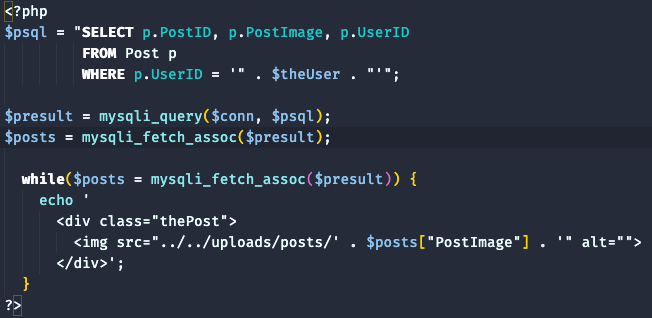 <?php
$psql = "SELECT p.PostID, p.PostImage, p.UserID
FROM Post p
WHERE p.UserID = '" . $theUser . "'";
$presult = mysqli_query($conn, $psql);
$posts = mysqli_fetch_assoc($presult);
while($posts = mysqli_fetch_assoc($presult)) {
echo '
<div class="thePost">
<img src="../../uploads/posts/' . $posts["PostImage"] . '" alt="">
</div>';
}
?>